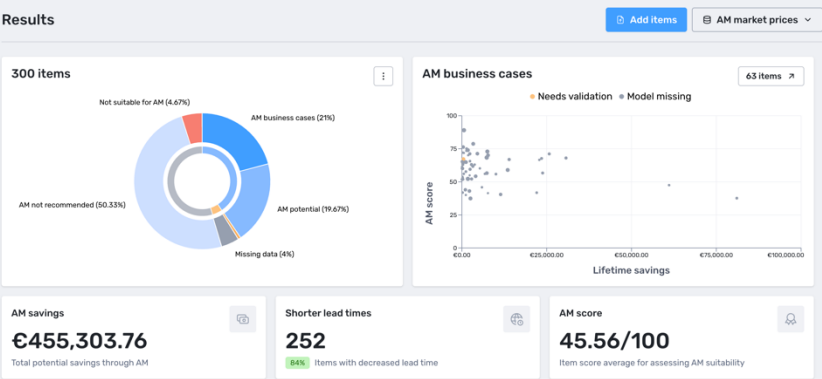 Results
Add items
AM market prices
300 items
Not suitable for AM (4.67%)
AM business cases (21%)
AM not recommended (50.33%)
AM potential (19.67%)
Missing data (4%)
AM business cases
63 items
Needs validation
Model missing
100
75
50
25
0
AM score
€0.00
€25,000.00
€50,000.00
€75,000.00
€100,000.00
Lifetime savings
AM savings
€455,303.76
Total potential savings through AM
Shorter lead times
252
84% Items with decreased lead time
AM score
45.56/100
Item score average for assessing AM suitability